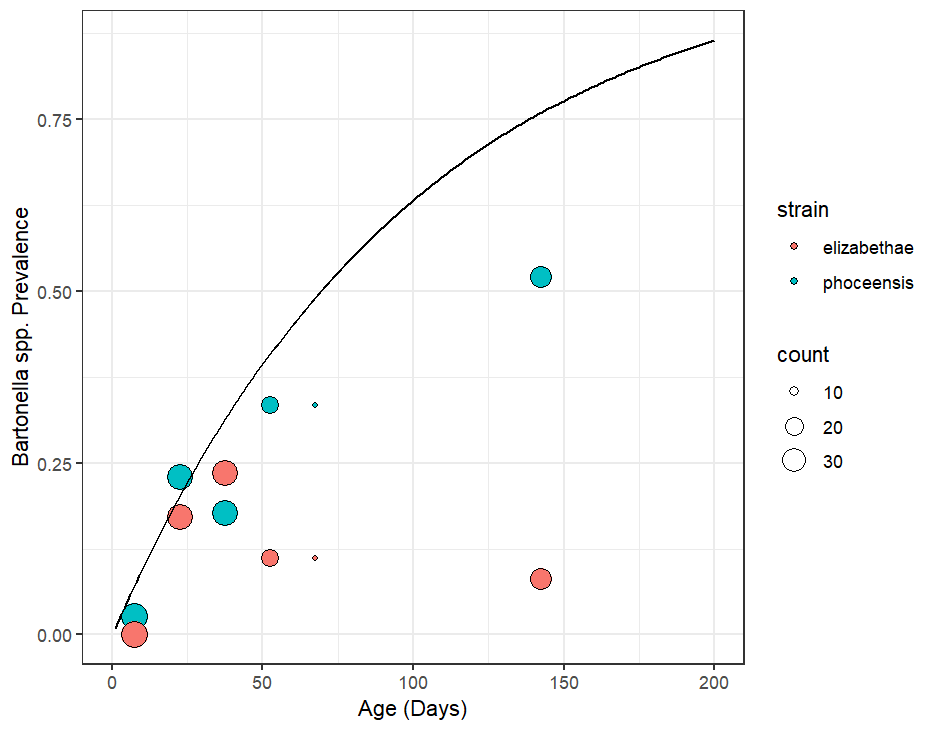 Bartonella spp. Prevalence
0.75
0.50
0.25
0.00
0
50
100
150
200
Age (Days)
strain
elizabethae
phoceensis
count
10
20
30